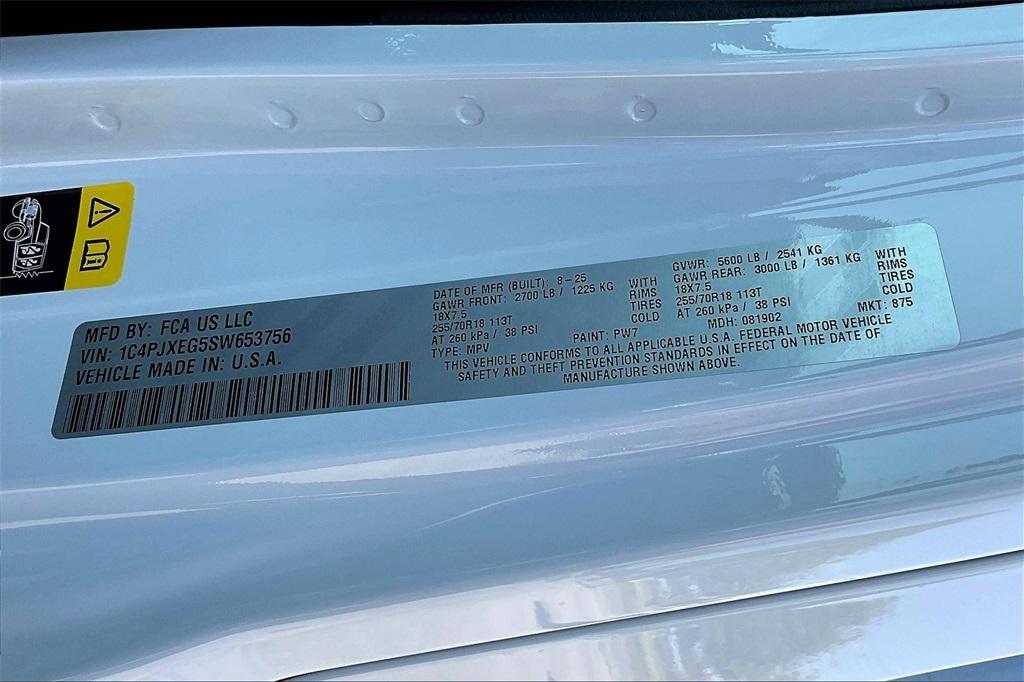 MFD BY: FCA US LLC
VIN: 1C4PJXEG5SW653756
VEHICLE MADE IN: U.S.A.
DATE OF MFR (BUILT): 8-25
GAWR FRONT: 2700 LB / 1225 KG WITH
18X7.5 RIMS
255/70R18 113T TIRES
AT 260 kPa / 38 PSI COLD
TYPE: MPV PAINT: PW7
GVWR: 5600 LB / 2541 KG
GAWR REAR: 3000 LB / 1361 KG WITH
18X7.5 RIMS
255/70R18 113T TIRES
AT 260 kPa / 38 PSI COLD
MDH: 081902 MKT: 875
THIS VEHICLE CONFORMS TO ALL APPLICABLE U.S.A. FEDERAL MOTOR VEHICLE
SAFETY AND THEFT PREVENTION STANDARDS IN EFFECT ON THE DATE OF
MANUFACTURE SHOWN ABOVE.